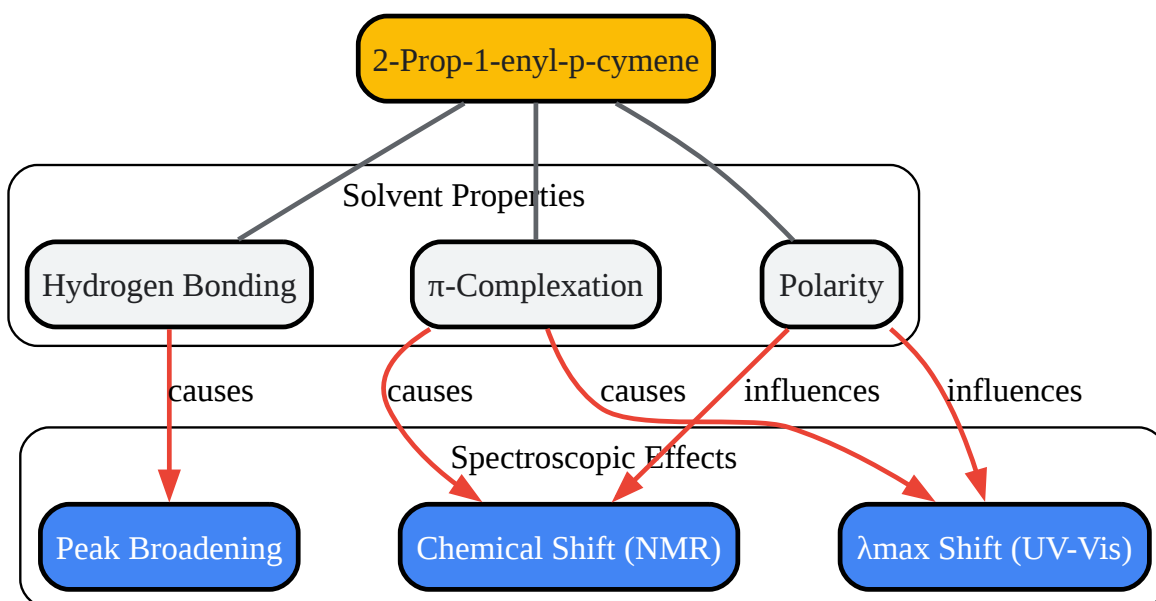 2-Prop-1-enyl-p-cymene
Solvent Properties
Hydrogen Bonding
π-Complexation
Polarity
causes
causes
causes
influences
influences
Spectroscopic Effects
Peak Broadening
Chemical Shift (NMR)
λmax Shift (UV-Vis)